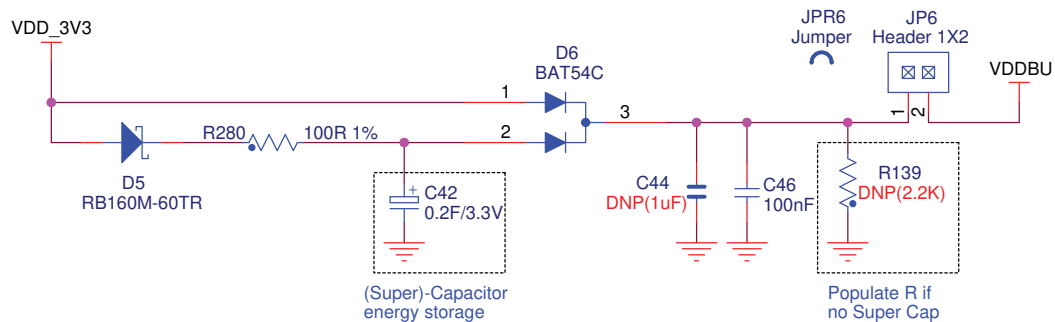 VDD_3V3
D6
BAT54C
JPR6
Jumper
JP6
Header 1X2
VDDBU
1
3
1
2
R280
100R 1%
2
D5
RB160M-60TR
+
C42
0.2F/3.3V
C44
DNP(1uF)
C46
100nF
R139
DNP(2.2K)
(Super)-Capacitor
energy storage
Populate R if
no Super Cap